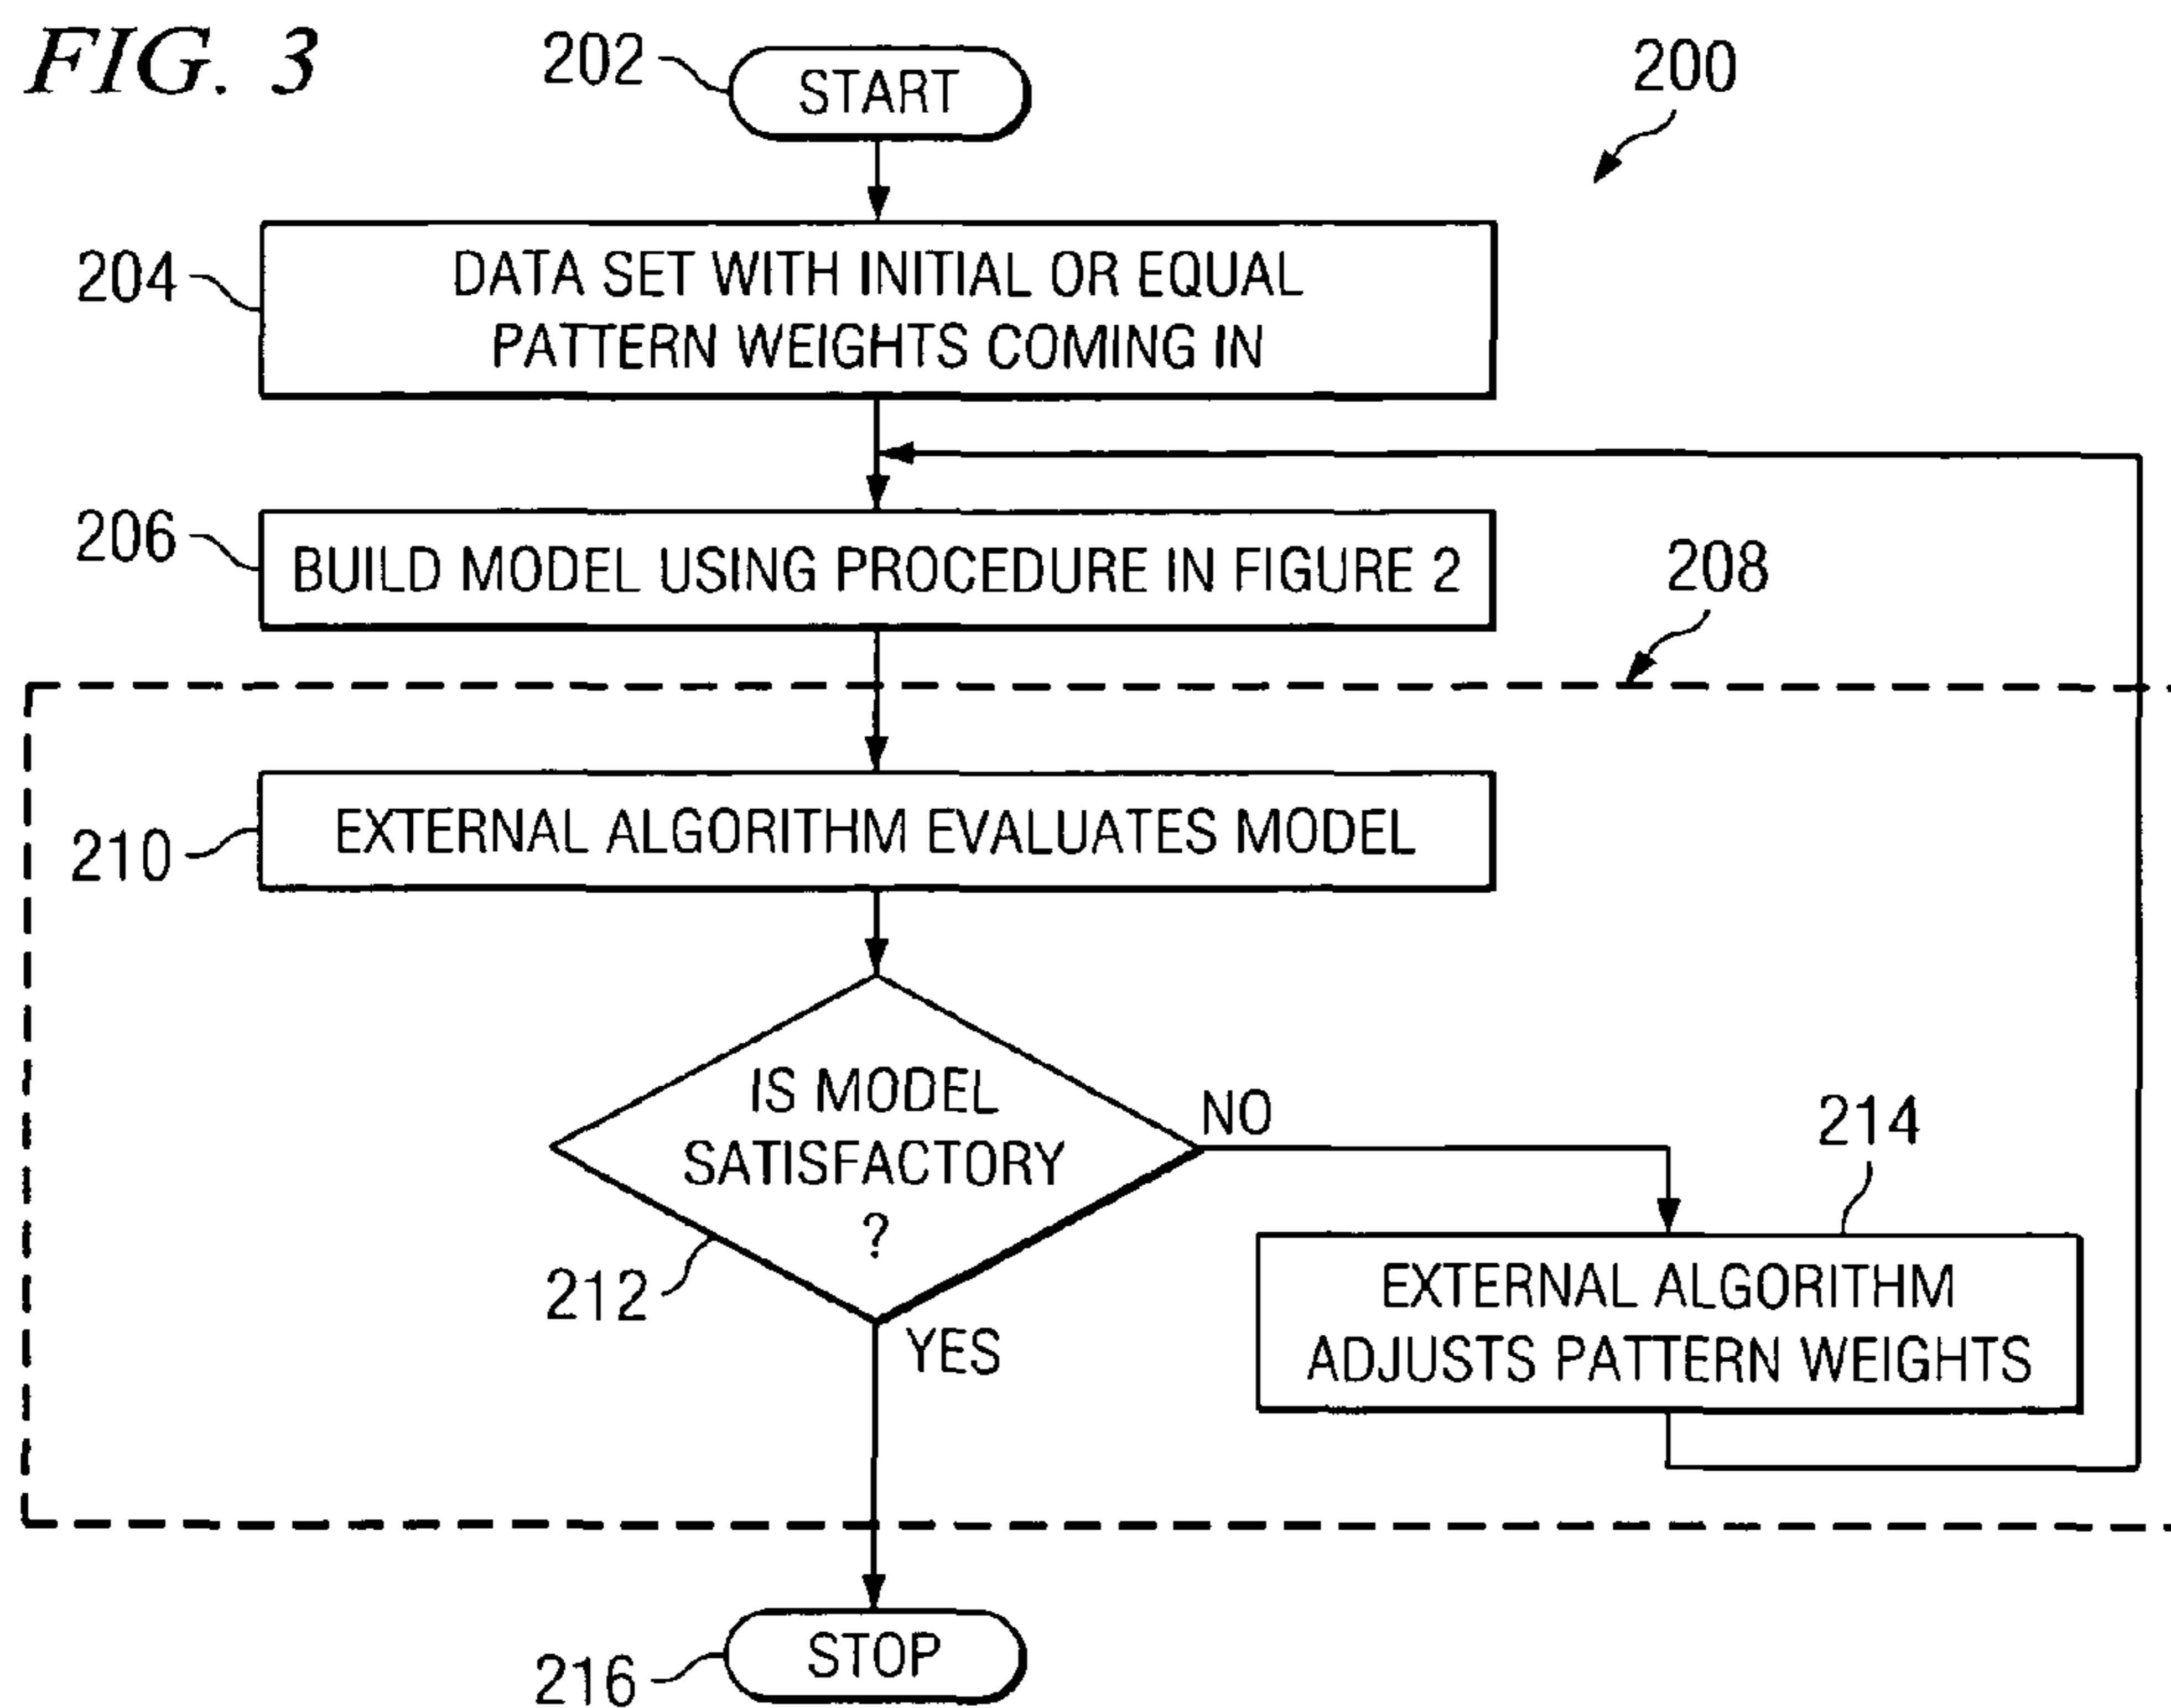 FIG. 3
202
START
200
204
DATA SET WITH INITIAL OR EQUAL
PATTERN WEIGHTS COMING IN
206
BUILD MODEL USING PROCEDURE IN FIGURE 2
208
210
EXTERNAL ALGORITHM EVALUATES MODEL
IS MODEL
SATISFACTORY
?
NO
212
YES
214
EXTERNAL ALGORITHM
ADJUSTS PATTERN WEIGHTS
216
STOP